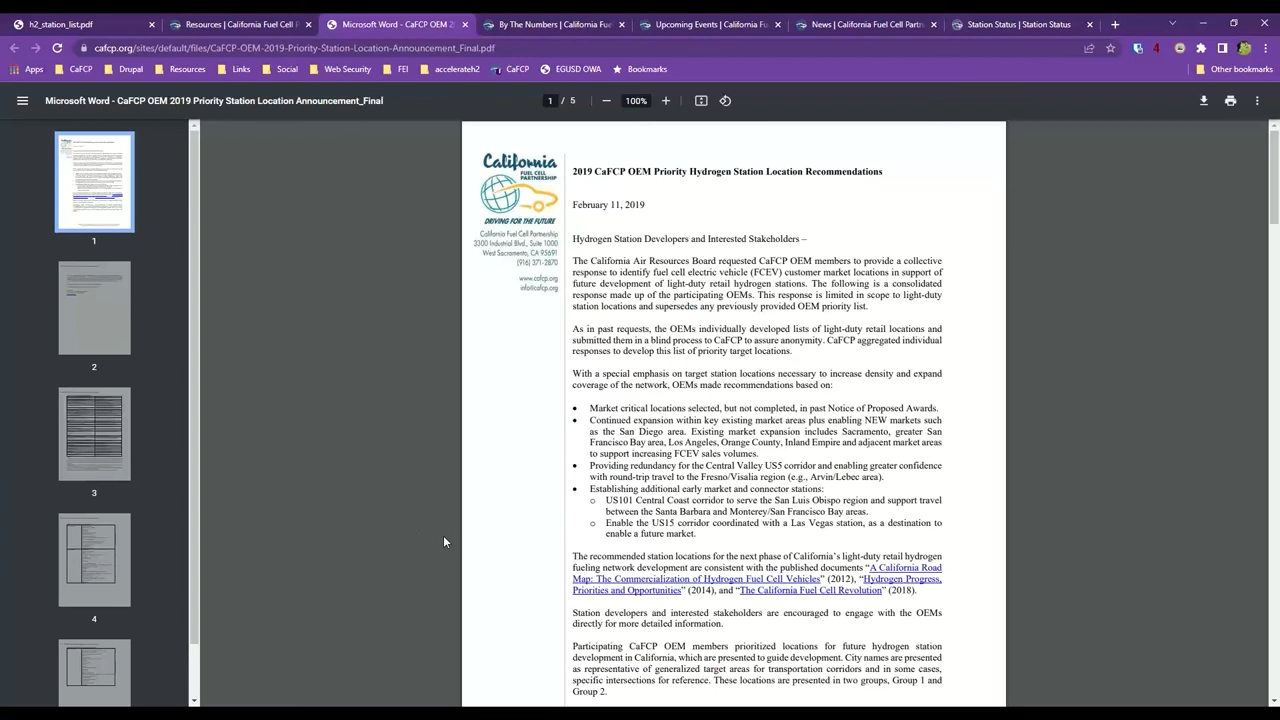 h2_station_list.pdf
Resources | California Fuel Cell P
Microsoft Word - CaFCP OEM 2
By The Numbers | California Fue
Upcoming Events | California Fu
News | California Fuel Cell Partn
Station Status | Station Status
cafcp.org/sites/default/files/CaFCP-OEM-2019-Priority-Station-Location-Announcement_Final.pdf
4
Apps
CaFCP
Drupal
Resources
Links
Social
Web Security
FEI
accelerateh2
CaFCP
EGUSD OWA
Bookmarks
Other bookmarks
Microsoft Word - CaFCP OEM 2019 Priority Station Location Announcement_Final
1 / 5
100%
1
2
3
4
California
FUEL CELL
PARTNERSHIP
DRIVING FOR THE FUTURE
California Fuel Cell Partnership
3300 Industrial Blvd., Suite 1000
West Sacramento, CA 95691
(916) 371-2870
www.cafcp.org
info@cafcp.org
2019 CaFCP OEM Priority Hydrogen Station Location Recommendations
February 11, 2019
Hydrogen Station Developers and Interested Stakeholders –
The California Air Resources Board requested CaFCP OEM members to provide a collective
response to identify fuel cell electric vehicle (FCEV) customer market locations in support of
future development of light-duty retail hydrogen stations. The following is a consolidated
response made up of the participating OEMs. This response is limited in scope to light-duty
station locations and supersedes any previously provided OEM priority list.
As in past requests, the OEMs individually developed lists of light-duty retail locations and
submitted them in a blind process to CaFCP to assure anonymity. CaFCP aggregated individual
responses to develop this list of priority target locations.
With a special emphasis on target station locations necessary to increase density and expand
coverage of the network, OEMs made recommendations based on:
• Market critical locations selected, but not completed, in past Notice of Proposed Awards.
• Continued expansion within key existing market areas plus enabling NEW markets such
as the San Diego area. Existing market expansion includes Sacramento, greater San
Francisco Bay area, Los Angeles, Orange County, Inland Empire and adjacent market areas
to support increasing FCEV sales volumes.
• Providing redundancy for the Central Valley US5 corridor and enabling greater confidence
with round-trip travel to the Fresno/Visalia region (e.g., Arvin/Lebec area).
• Establishing additional early market and connector stations:
o US101 Central Coast corridor to serve the San Luis Obispo region and support travel
between the Santa Barbara and Monterey/San Francisco Bay areas.
o Enable the US15 corridor coordinated with a Las Vegas station, as a destination to
enable a future market.
The recommended station locations for the next phase of California's light-duty retail hydrogen
fueling network development are consistent with the published documents “A California Road
Map: The Commercialization of Hydrogen Fuel Cell Vehicles” (2012), “Hydrogen Progress,
Priorities and Opportunities” (2014), and “The California Fuel Cell Revolution” (2018).
Station developers and interested stakeholders are encouraged to engage with the OEMs
directly for more detailed information.
Participating CaFCP OEM members prioritized locations for future hydrogen station
development in California, which are presented to guide development. City names are presented
as representative of generalized target areas for transportation corridors and in some cases,
specific intersections for reference. These locations are presented in two groups, Group 1 and
Group 2.